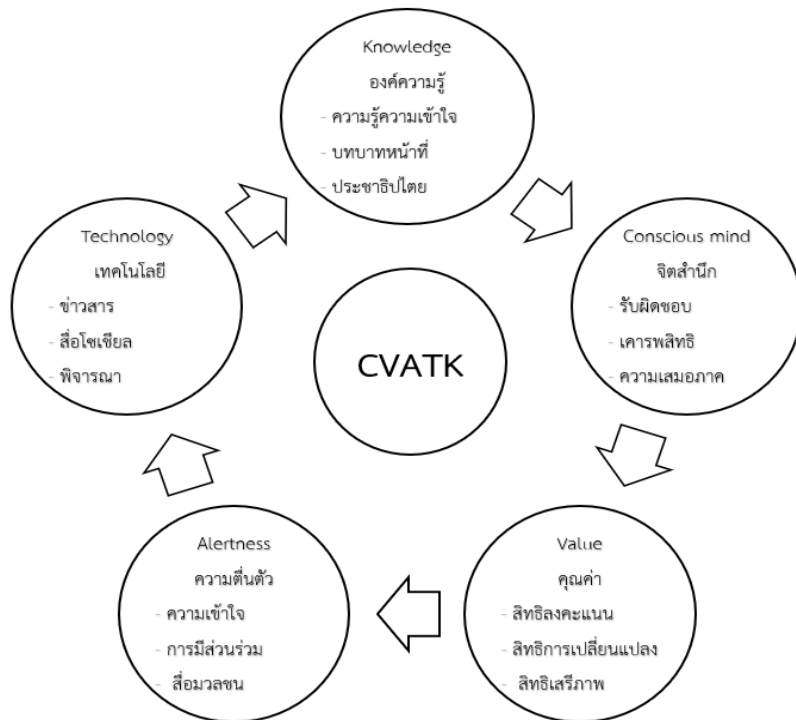 Knowledge
องค์ความรู้
- ความรู้ความเข้าใจ
- บทบาทหน้าที่
- ประชาธิปไตย
Conscious mind
จิตสำนึก
- รับผิดชอบ
- เคารพสิทธิ
- ความเสมอภาค
Value
คุณค่า
- สิทธิลงคะแนน
- สิทธิการเปลี่ยนแปลง
- สิทธิเสรีภาพ
Alertness
ความตื่นตัว
- ความเข้าใจ
- การมีส่วนร่วม
- สื่อมวลชน
Technology
เทคโนโลยี
- ข่าวสาร
- สื่อโซเชียล
- พิจารณา
CVATK